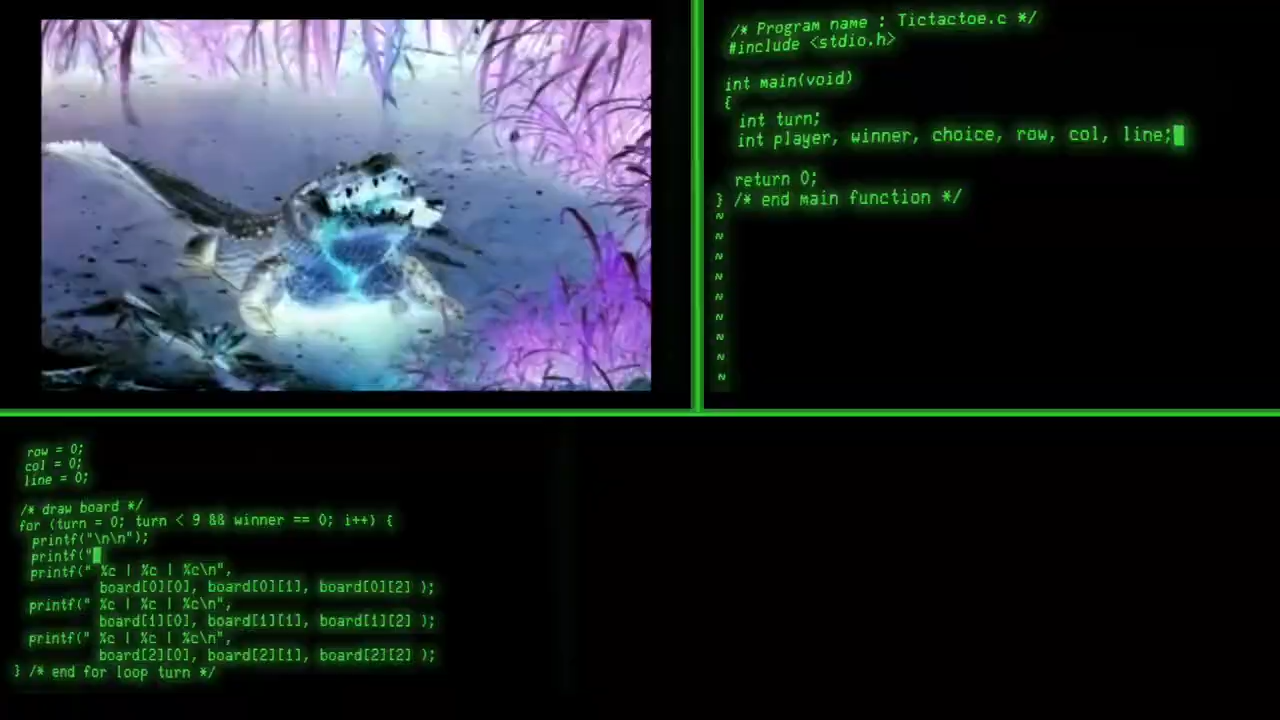 /* Program name : Tictactoe.c */
#include <stdio.h>
int main(void)
{
int turn;
int player, winner, choice, row, col, line;
return 0;
} /* end main function */
~
~
~
~
~
~
~
~
~
row = 0;
col = 0;
line = 0;
/* draw board */
for (turn = 0; turn < 9 && winner == 0; i++) {
printf("\n\n");
printf("
printf(" %c | %c | %c\n",
board[0][0], board[0][1], board[0][2] );
printf(" %c | %c | %c\n",
board[1][0], board[1][1], board[1][2] );
printf(" %c | %c | %c\n",
board[2][0], board[2][1], board[2][2] );
} /* end for loop turn */